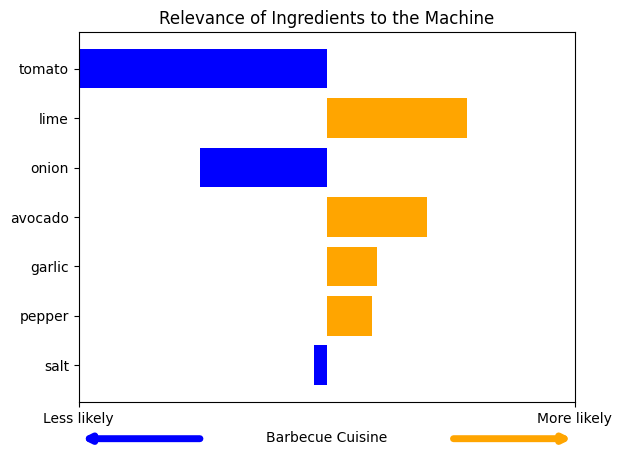 Relevance of Ingredients to the Machine
tomato
lime
onion
avocado
garlic
pepper
salt
Less likely
More likely
Barbecue Cuisine